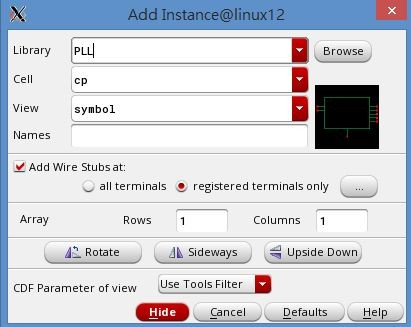 Add Instance@linux12
Library PLL Browse
Cell cp
View symbol
Names
Add Wire Stubs at:
all terminals registered terminals only ...
Array Rows 1 Columns 1
Rotate Sideways Upside Down
CDF Parameter of view Use Tools Filter
Hide Cancel Defaults Help